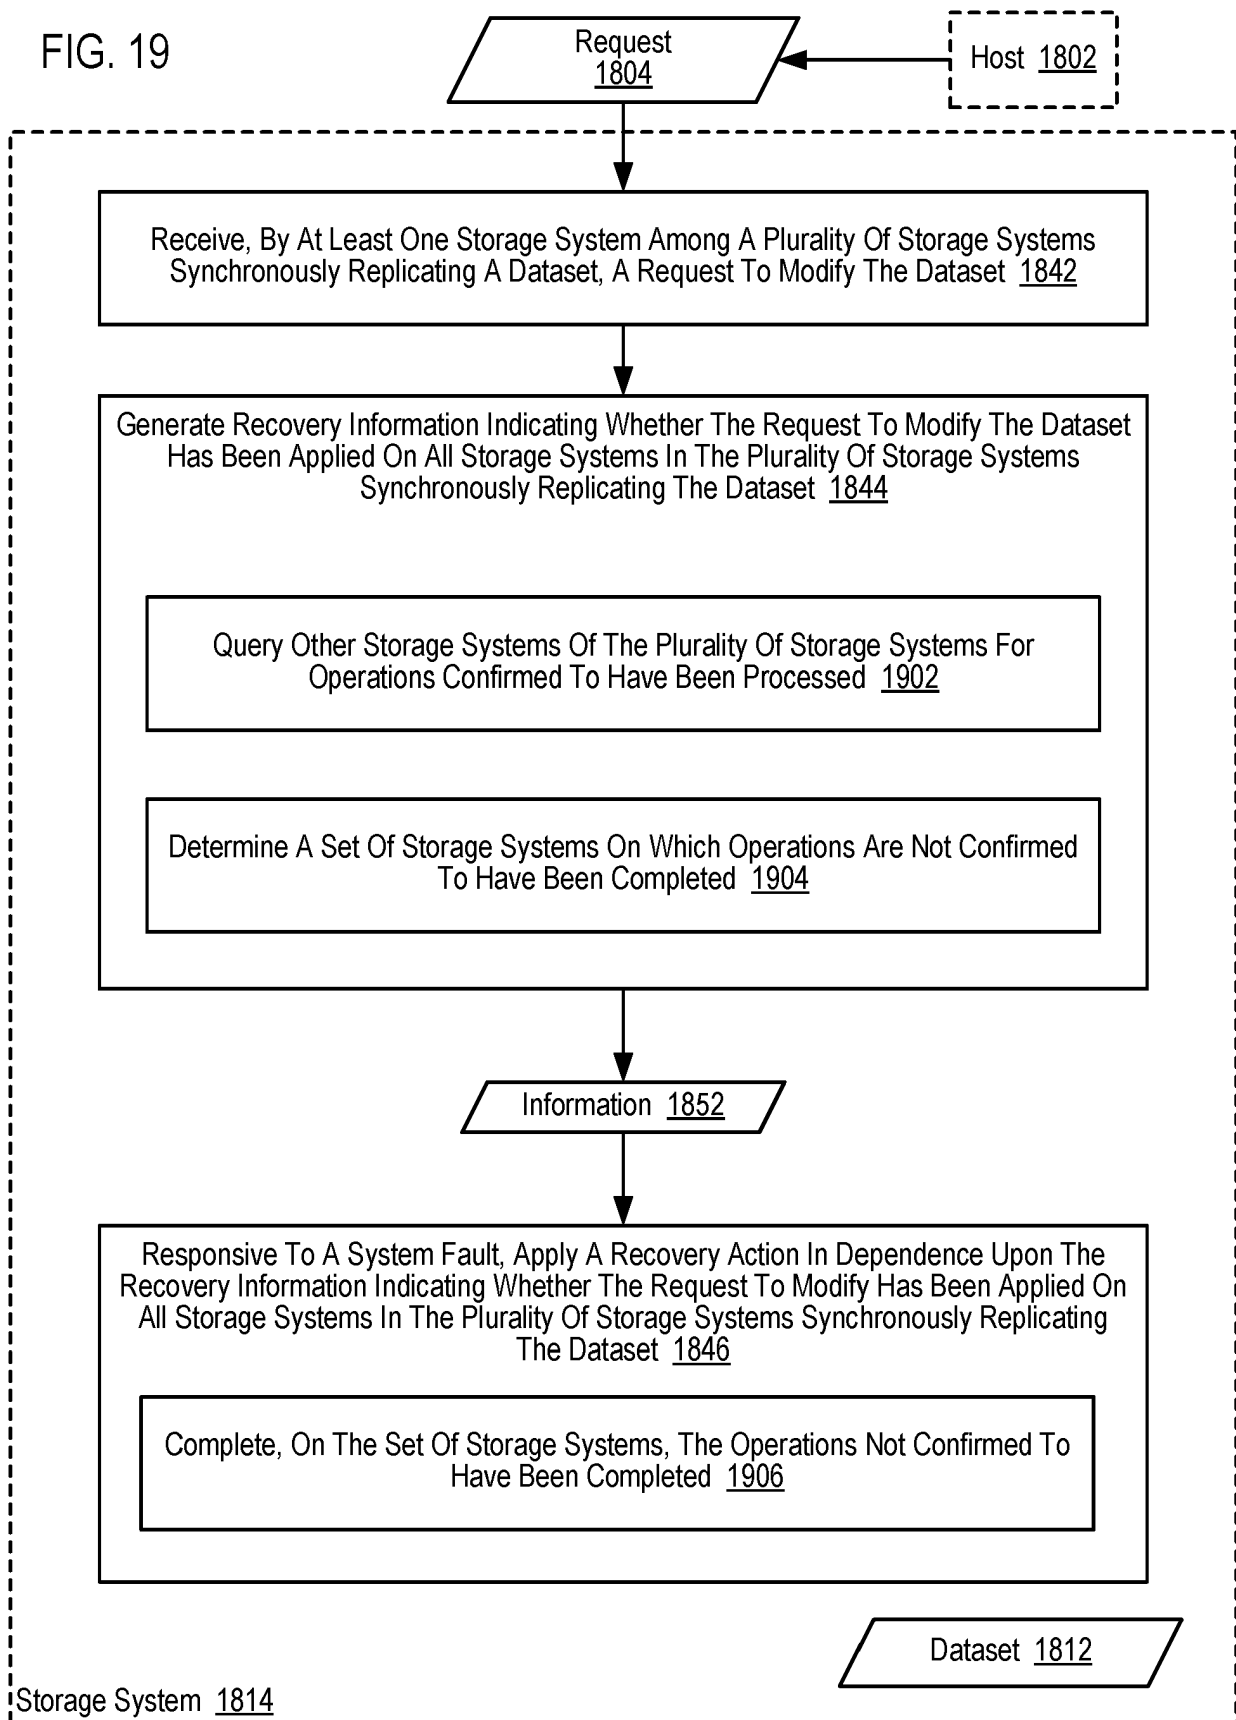 FIG. 19
Request
1804
Host 1802
Receive, By At Least One Storage System Among A Plurality Of Storage Systems
Synchronously Replicating A Dataset, A Request To Modify The Dataset 1842
Generate Recovery Information Indicating Whether The Request To Modify The Dataset
Has Been Applied On All Storage Systems In The Plurality Of Storage Systems
Synchronously Replicating The Dataset 1844
Query Other Storage Systems Of The Plurality Of Storage Systems For
Operations Confirmed To Have Been Processed 1902
Determine A Set Of Storage Systems On Which Operations Are Not Confirmed
To Have Been Completed 1904
Information 1852
Responsive To A System Fault, Apply A Recovery Action In Dependence Upon The
Recovery Information Indicating Whether The Request To Modify Has Been Applied On
All Storage Systems In The Plurality Of Storage Systems Synchronously Replicating
The Dataset 1846
Complete, On The Set Of Storage Systems, The Operations Not Confirmed To
Have Been Completed 1906
Dataset 1812
Storage System 1814